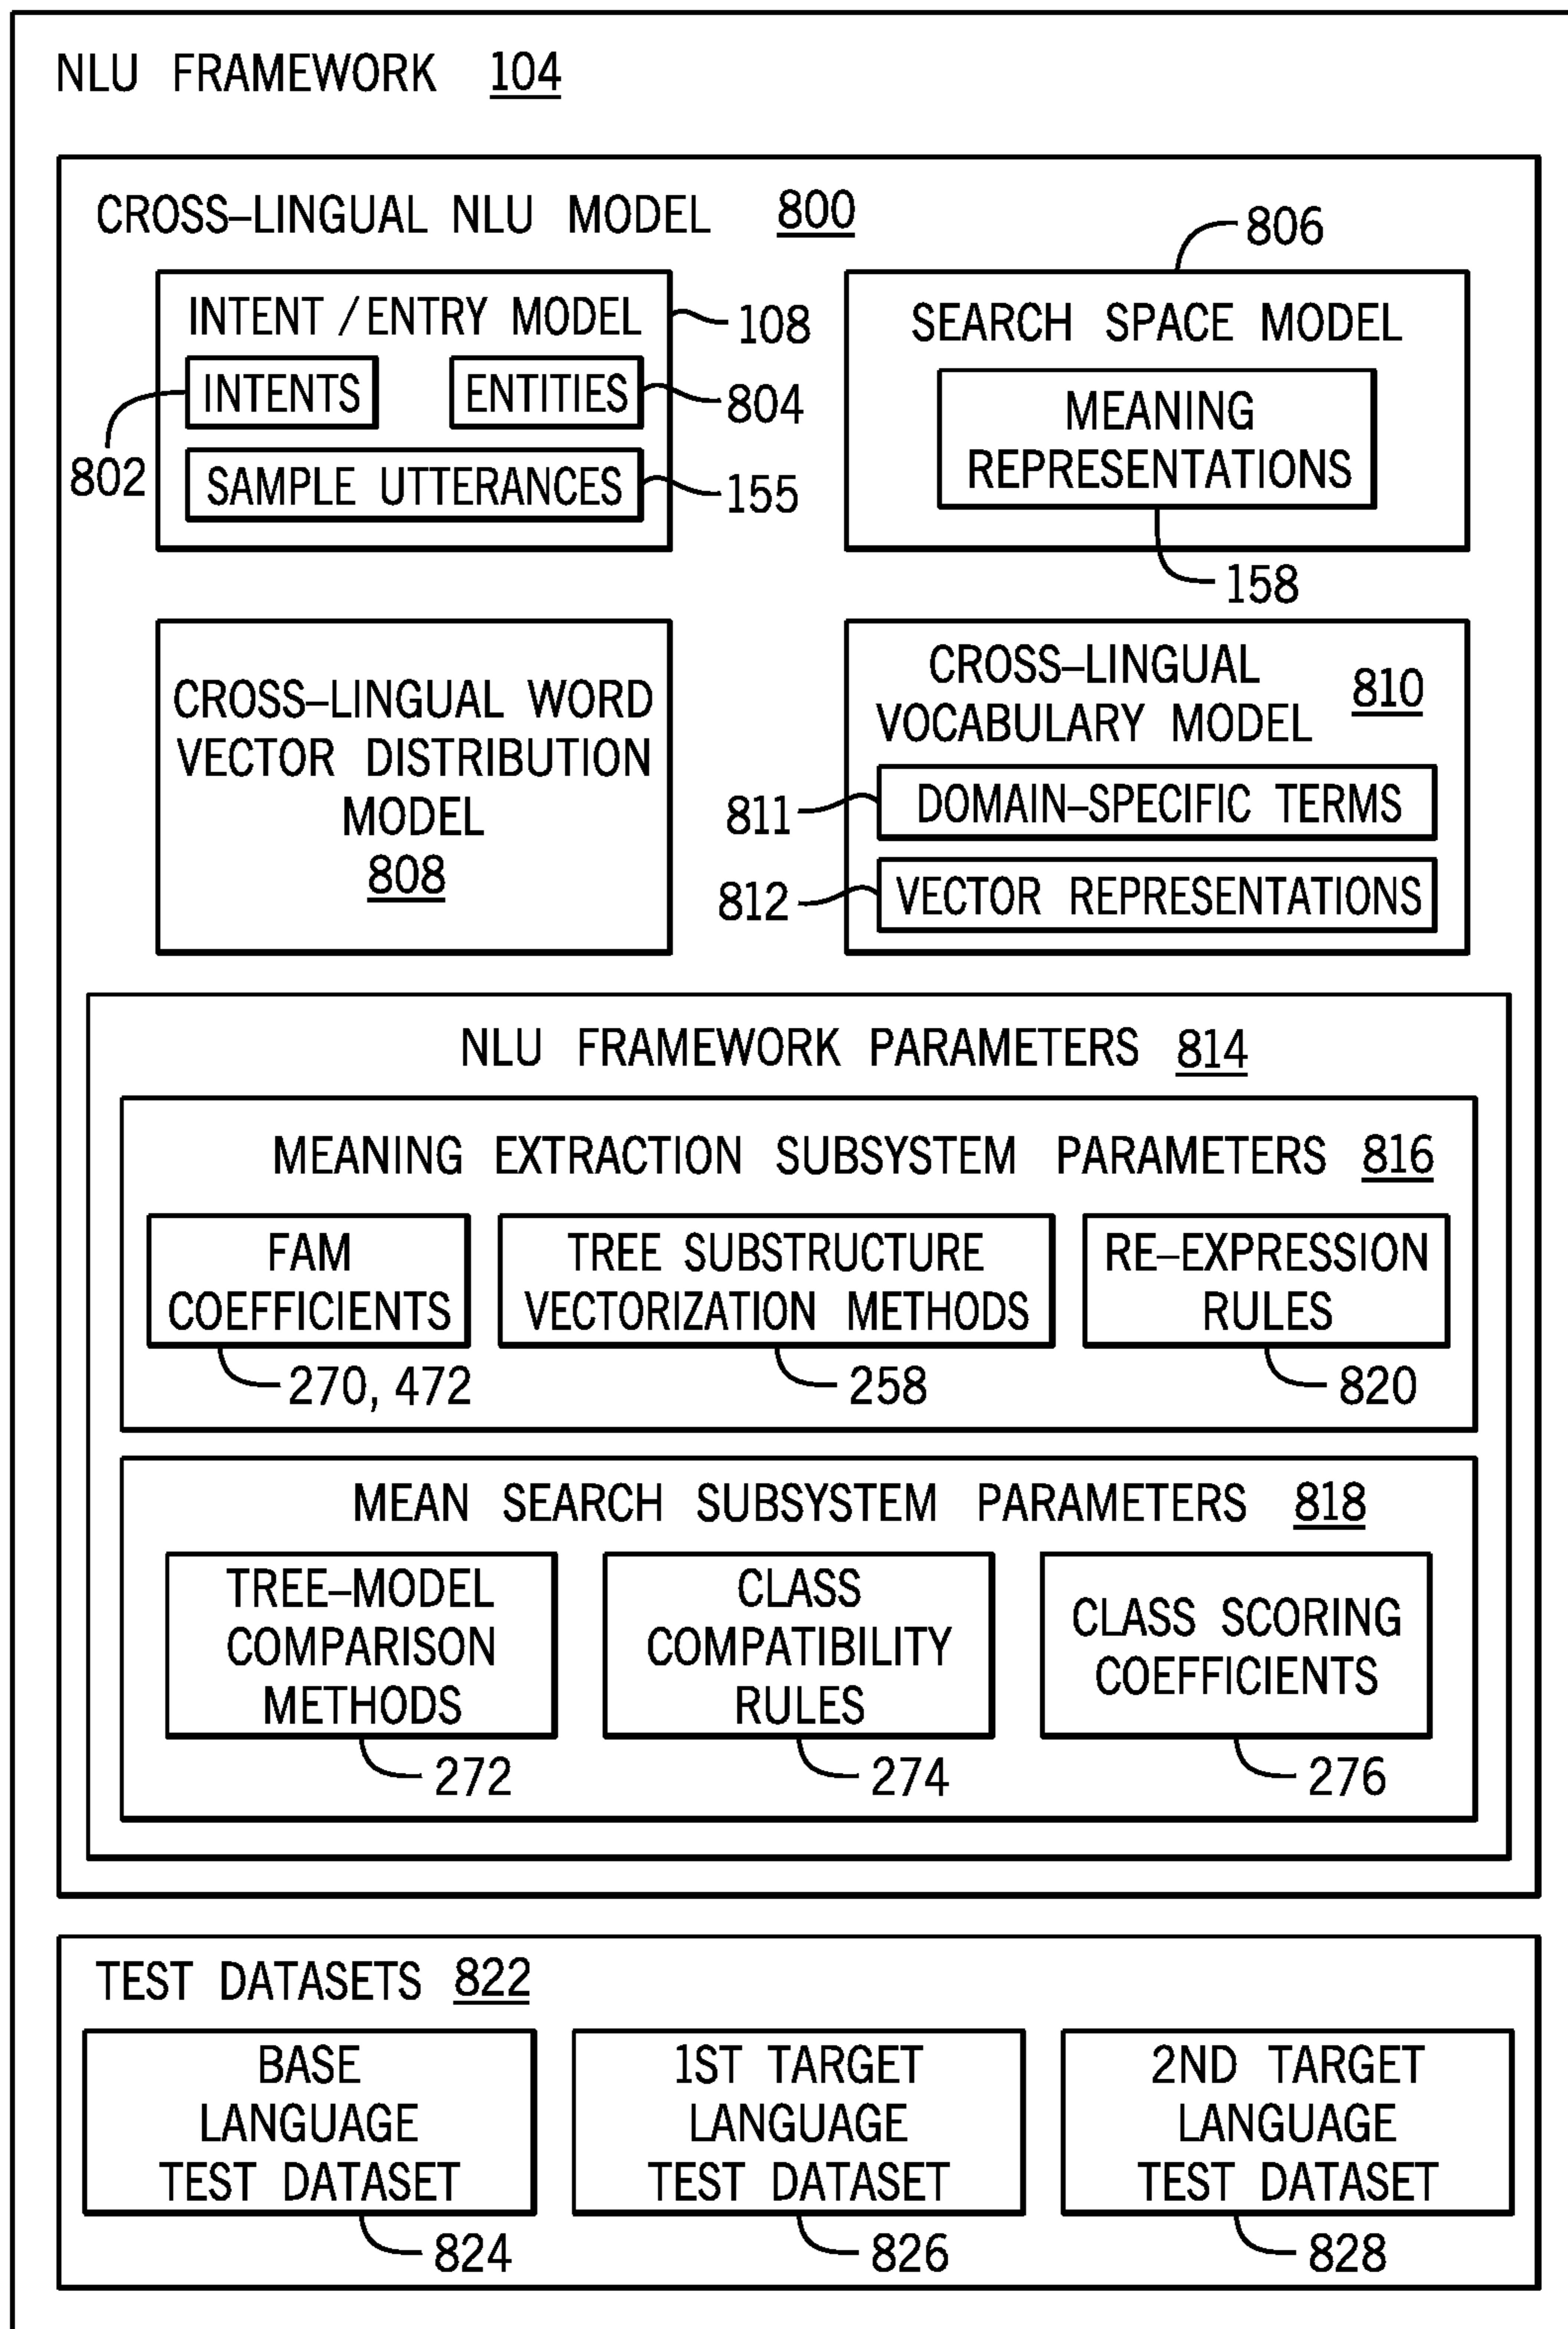 NLU FRAMEWORK 104
CROSS–LINGUAL NLU MODEL 800
INTENT / ENTRY MODEL
108
INTENTS
ENTITIES
804
802
SAMPLE UTTERANCES
155
806
SEARCH SPACE MODEL
MEANING
REPRESENTATIONS
158
CROSS–LINGUAL WORD
VECTOR DISTRIBUTION
MODEL
808
CROSS–LINGUAL
VOCABULARY MODEL
810
811
DOMAIN–SPECIFIC TERMS
812
VECTOR REPRESENTATIONS
NLU FRAMEWORK PARAMETERS 814
MEANING EXTRACTION SUBSYSTEM PARAMETERS 816
FAM
COEFFICIENTS
270, 472
TREE SUBSTRUCTURE
VECTORIZATION METHODS
258
RE–EXPRESSION
RULES
820
MEAN SEARCH SUBSYSTEM PARAMETERS 818
TREE–MODEL
COMPARISON
METHODS
272
CLASS
COMPATIBILITY
RULES
274
CLASS SCORING
COEFFICIENTS
276
TEST DATASETS 822
BASE
LANGUAGE
TEST DATASET
824
1ST TARGET
LANGUAGE
TEST DATASET
826
2ND TARGET
LANGUAGE
TEST DATASET
828